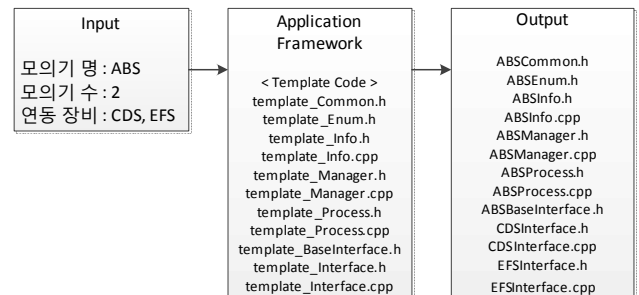 Input
모의기 명 : ABS
모의기 수 : 2
연동 장비 : CDS, EFS
Application
Framework
< Template Code >
template_Common.h
template_Enum.h
template_Info.h
template_Info.cpp
template_Manager.h
template_Manager.cpp
template_Process.h
template_Process.cpp
template_BaseInterface.h
template_Interface.h
template_Interface.cpp
Output
ABSCommon.h
ABSEnum.h
ABSInfo.h
ABSInfo.cpp
ABSManager.h
ABSManager.cpp
ABSProcess.h
ABSProcess.cpp
ABSBaseInterface.h
CDSInterface.h
CDSInterface.cpp
EFSInterface.h
EFSInterface.cpp